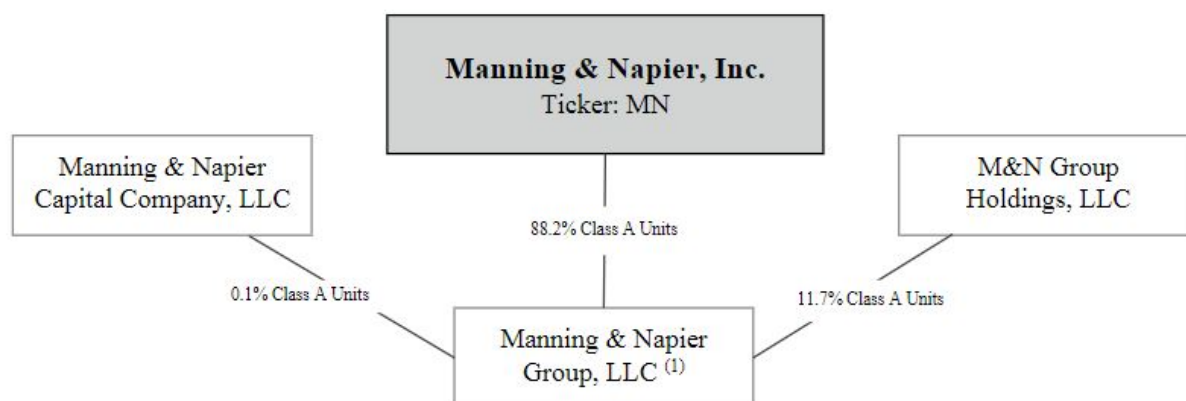 Manning & Napier, Inc.
Ticker: MN
Manning & Napier
Capital Company, LLC
M&N Group
Holdings, LLC
88.2% Class A Units
0.1% Class A Units
11.7% Class A Units
Manning & Napier
Group, LLC (1)